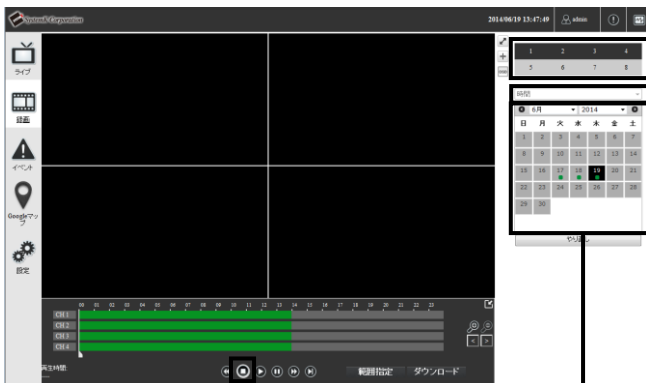 SystemK Corporation
2014/06/19 13:47:49
admin
ライブ
録画
イベント
Googleマップ
設定
1 2 3 4
5 6 7 8
時間
6月 2014
日 月 火 水 木 金 土
1 2 3 4 5 6 7
8 9 10 11 12 13 14
15 16 17 18 19 20 21
22 23 24 25 26 27 28
29 30
やり直し
00 01 02 03 04 05 06 07 08 09 10 11 12 13 14 15 16 17 18 19 20 21 22 23
CH 1
CH 2
CH 3
CH 4
再生時間:
範囲指定 ダウンロード